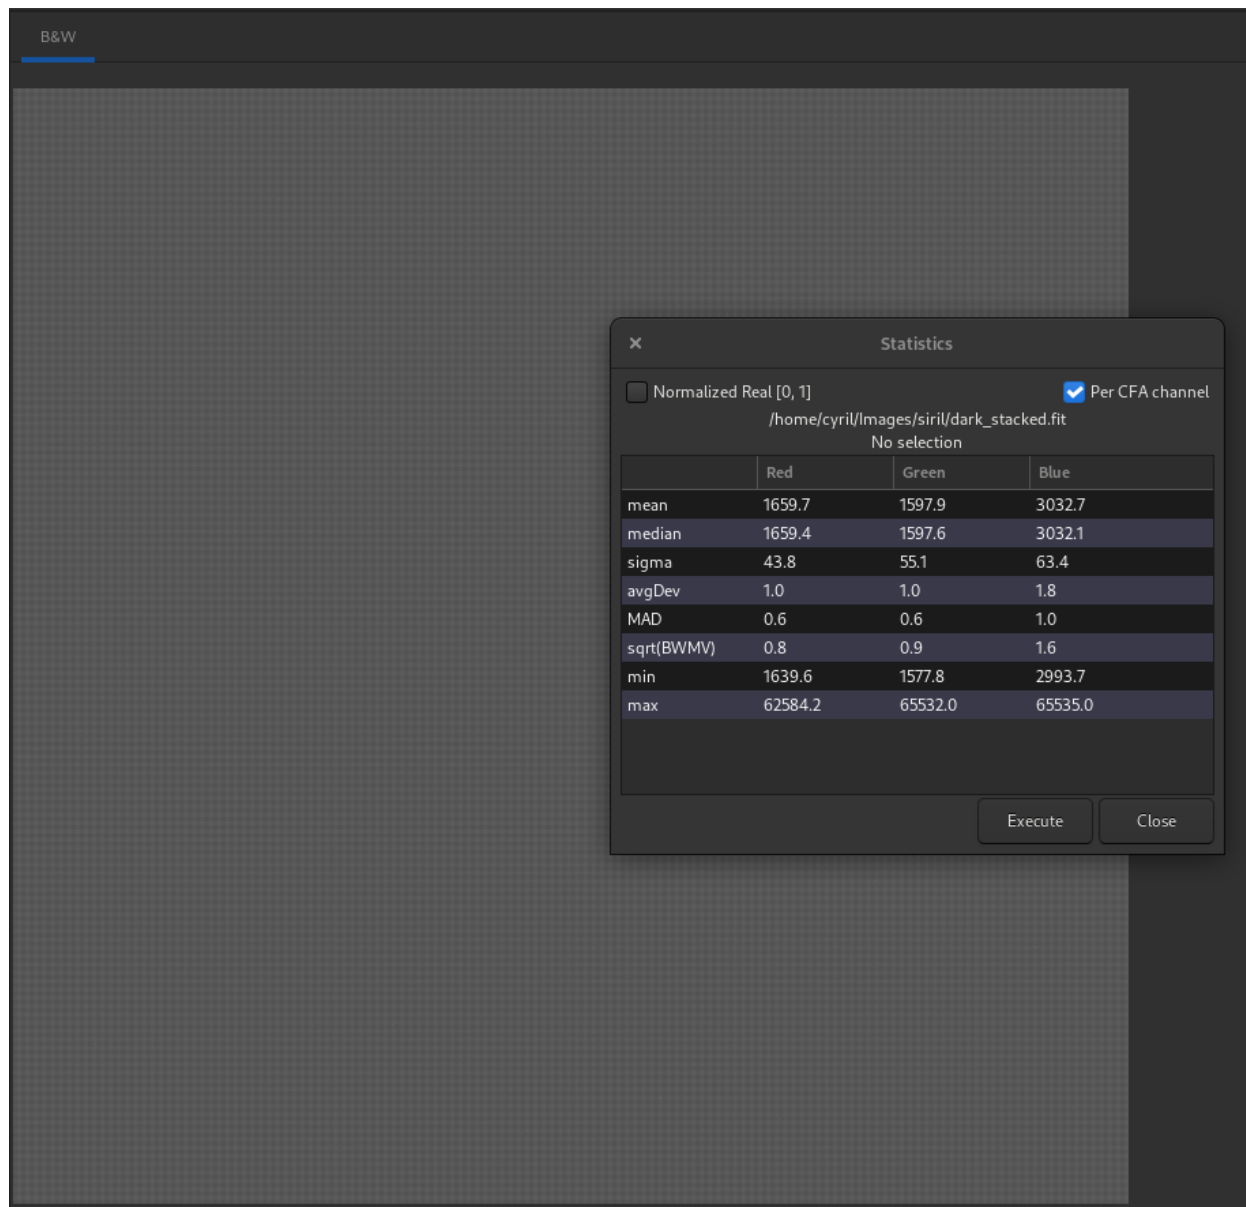 B&W
Statistics
Normalized Real [0, 1] Per CFA channel
/home/cyril/Images/siril/dark_stacked.fit
No selection
Red Green Blue
mean 1659.7 1597.9 3032.7
median 1659.4 1597.6 3032.1
sigma 43.8 55.1 63.4
avgDev 1.0 1.0 1.8
MAD 0.6 0.6 1.0
sqrt(BWMV) 0.8 0.9 1.6
min 1639.6 1577.8 2993.7
max 62584.2 65532.0 65535.0
Execute Close